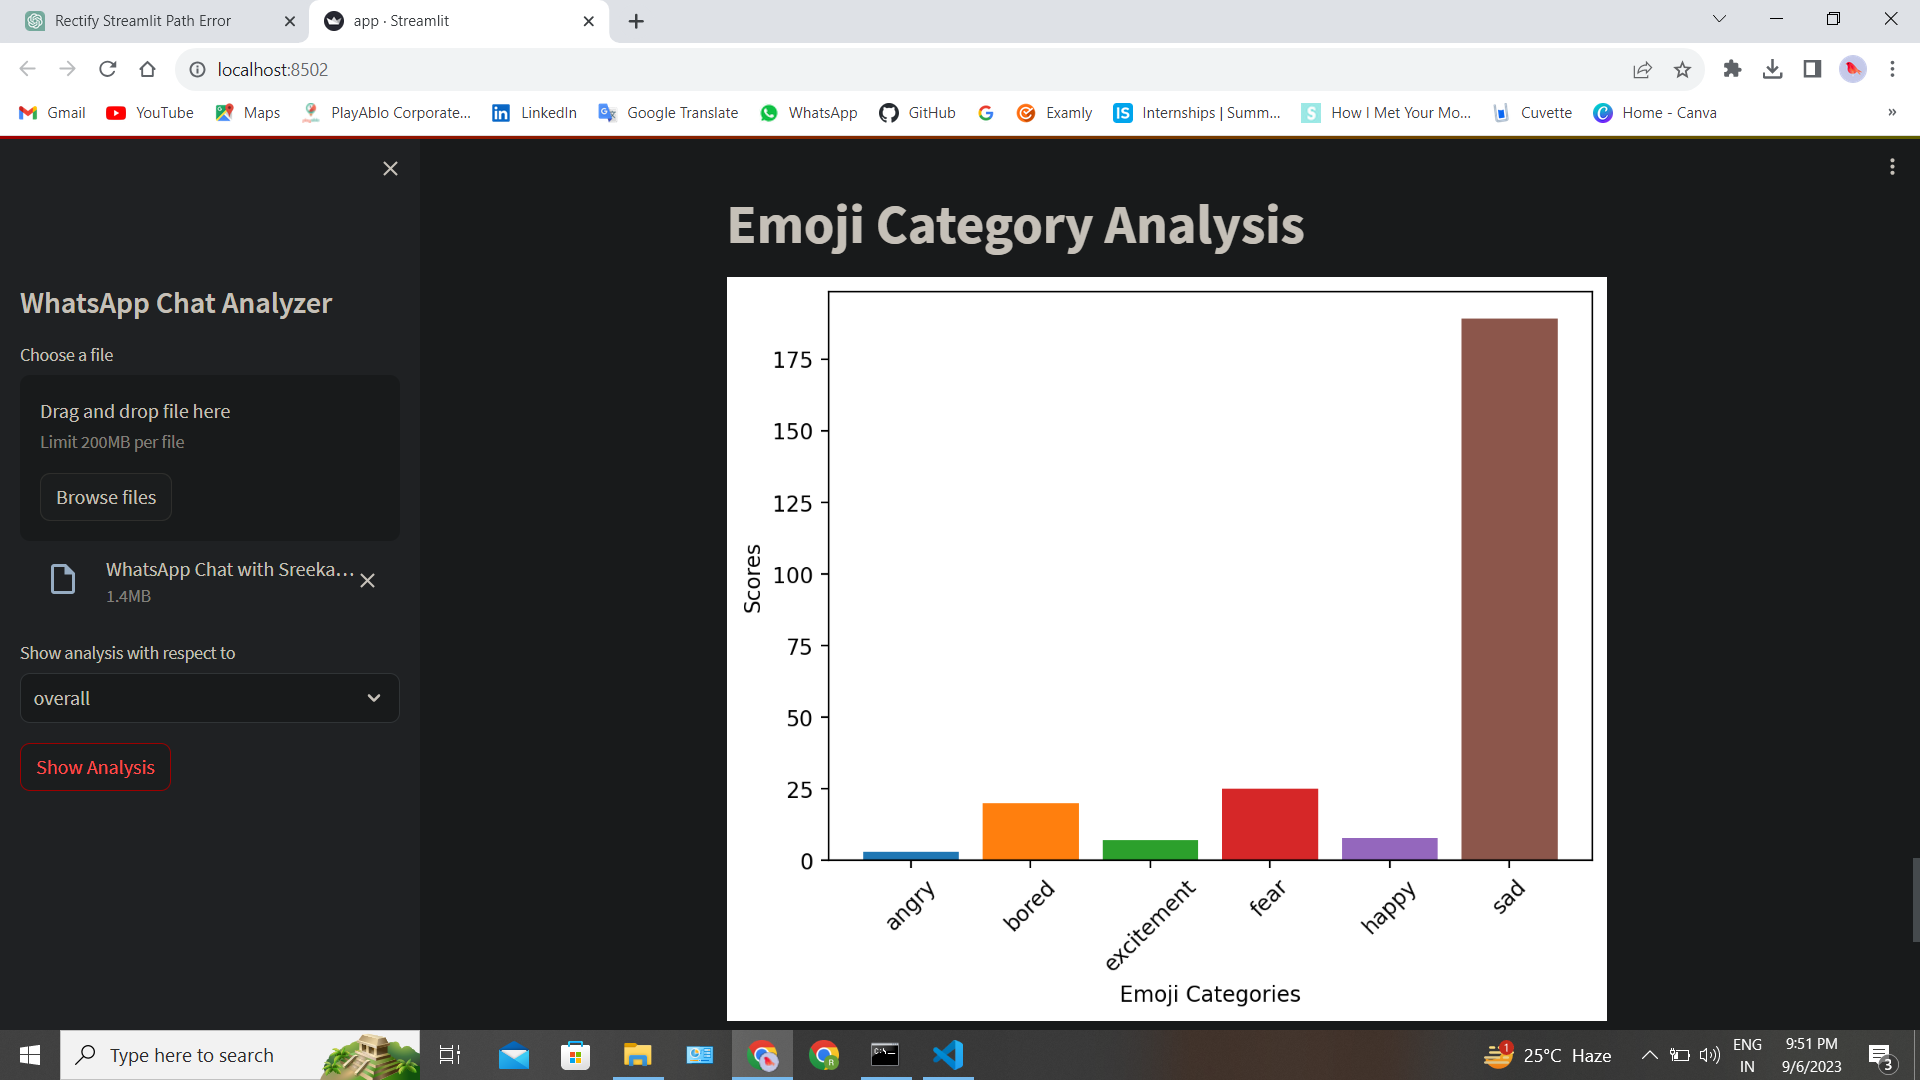 Rectify Streamlit Path Error
app · Streamlit
localhost:8502
Gmail
YouTube
Maps
PlayAblo Corporate...
LinkedIn
Google Translate
WhatsApp
GitHub
Examly
IS
Internships | Summ...
S
How I Met Your Mo...
Cuvette
Home - Canva
»
WhatsApp Chat Analyzer
Choose a file
Drag and drop file here
Limit 200MB per file
Browse files
WhatsApp Chat with Sreeka...
1.4MB
Show analysis with respect to
overall
Show Analysis
Emoji Category Analysis
175
150
125
100
75
50
25
0
Scores
angry
bored
excitement
fear
happy
sad
Emoji Categories
Type here to search
1
25°C Haze
ENG
IN
9:51 PM
9/6/2023
3